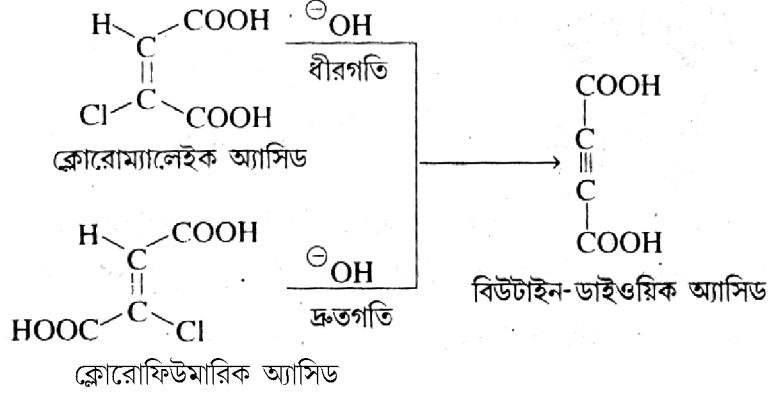 H COOH
C
||
C
Cl COOH
ক্লোরোম্যালেইক অ্যাসিড
⊖OH
ধীরগতি
H COOH
C
||
C
HOOC Cl
ক্লোরোফিউমারিক অ্যাসিড
⊖OH
দ্রুতগতি
COOH
C
|||
C
COOH
বিউটাইন-ডাইওয়িক অ্যাসিড